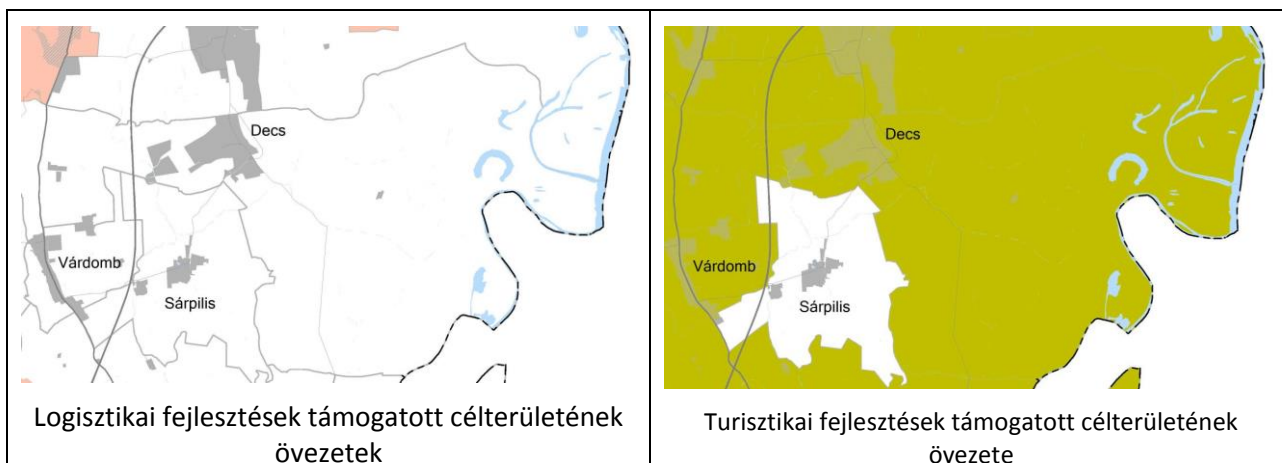 Decs
Várdomb
Sárpilis
Logisztikai fejlesztések támogatott célterületének
övezetek
Decs
Várdomb
Sárpilis
Turisztikai fejlesztések támogatott célterületének
övezete